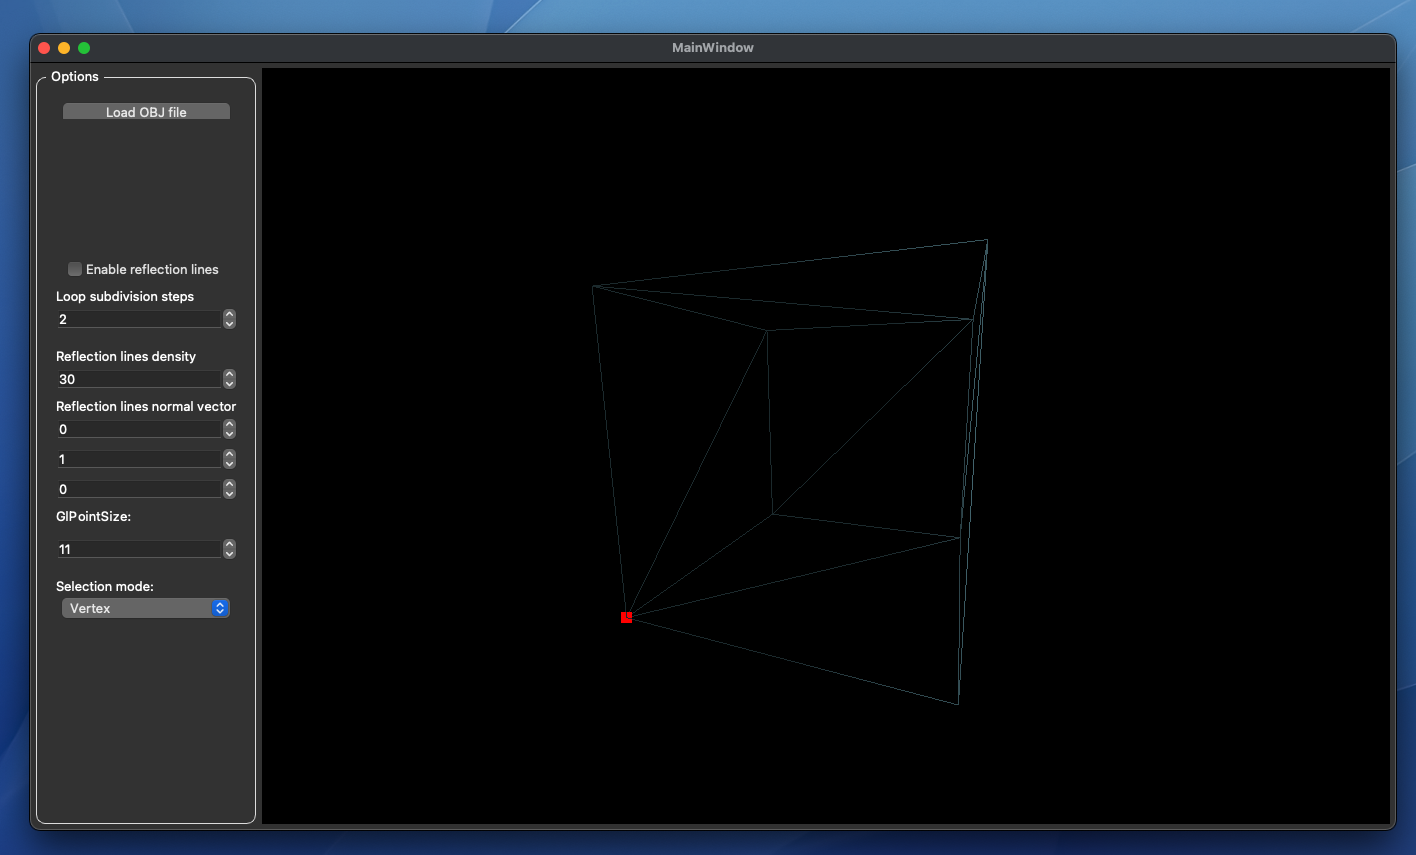 MainWindow
Options
Load OBJ file
Enable reflection lines
Loop subdivision steps
2
Reflection lines density
30
Reflection lines normal vector
0
1
0
GlPointSize:
11
Selection mode:
Vertex